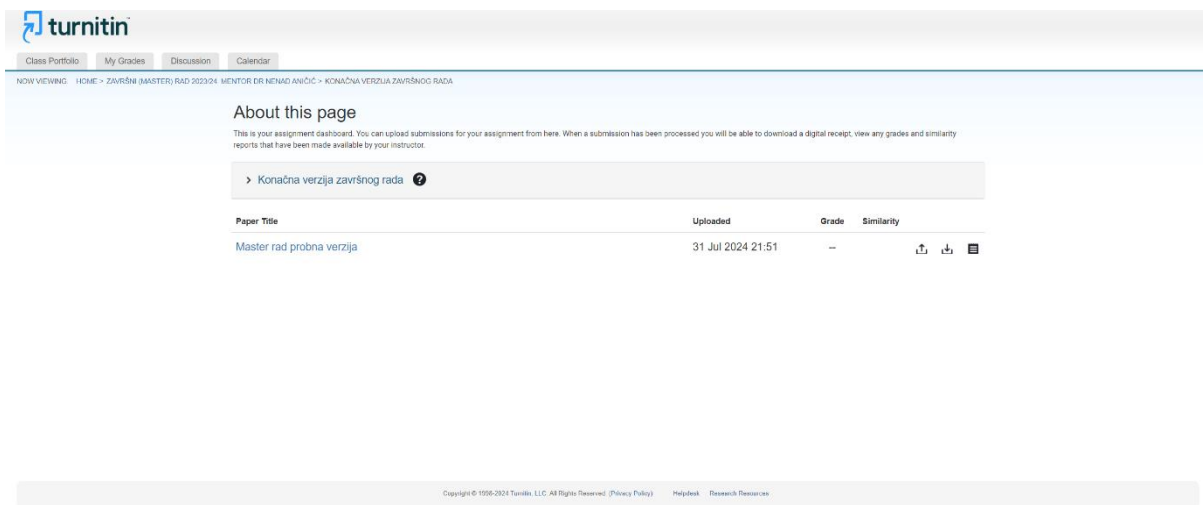 turnitin
Class Portfolio My Grades Discussion Calendar
NOW VIEWING: HOME > ZAVRŠNI (MASTER) RAD 2023/24. MENTOR DR NENAD ANIČIĆ > KONAČNA VERZIJA ZAVRŠNOG RADA
About this page
This is your assignment dashboard. You can upload submissions for your assignment from here. When a submission has been processed you will be able to download a digital receipt, view any grades and similarity
reports that have been made available by your instructor.
> Konačna verzija završnog rada ?
Paper Title Uploaded Grade Similarity
Master rad probna verzija 31 Jul 2024 21:51 --
Copyright © 1998-2024 Turnitin, LLC. All Rights Reserved. (Privacy Policy) Helpdesk Research Resources